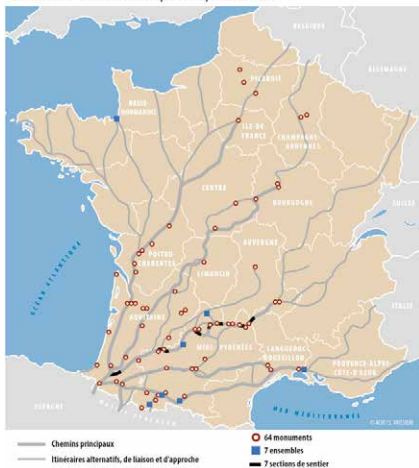 BELGIQUE
ALLEMAGNE
PICARDIE
BASSE-
NORMANDIE
ILE DE
FRANCE
CHAMPAGNE-
ARDENNES
CENTRE
BOURGOGNE
SUISSE
OCÉAN ATLANTIQUE
POITOU-
CHARENTES
LIMOUSIN
AUVERGNE
ITALIE
AQUITAINE
MIDI-PYRÉNÉES
LANGUEDOC-
ROUSSILLON
PROVENCE-ALPES-
CÔTE-D'AZUR
ESPAGNE
MER MÉDITERRANÉE
Chemins principaux
Itinéraires alternatifs, de liaison et d'approche
64 monuments
7 ensembles
7 sections de sentier